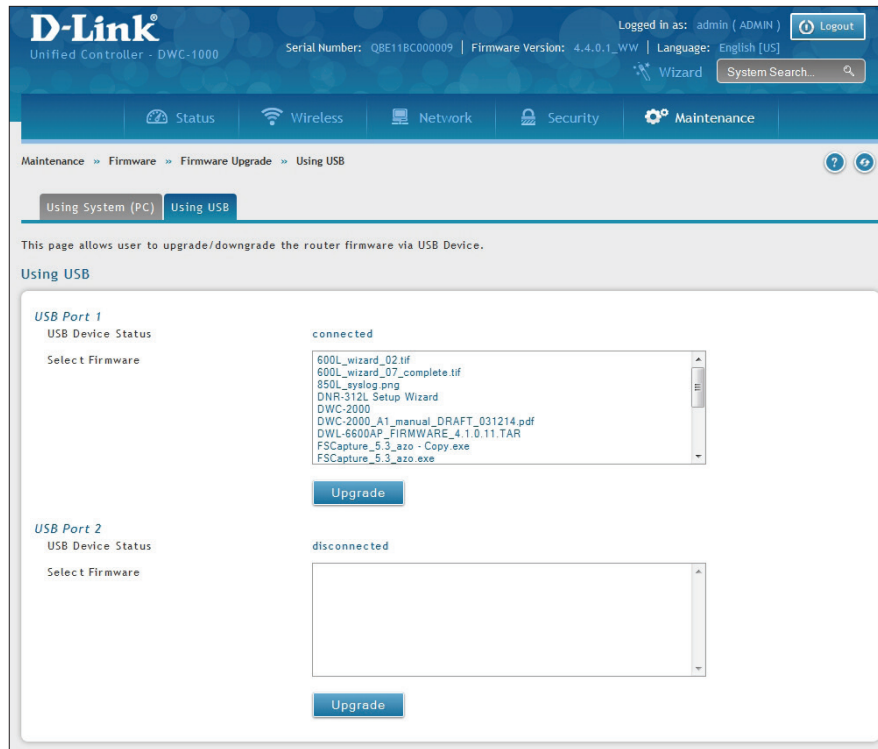 D-Link®
Unified Controller - DWC-1000
Logged in as: admin ( ADMIN )
Logout
Serial Number: QBE11BC000009 | Firmware Version: 4.4.0.1_WW | Language: English [US]
Wizard
System Search...
Status
Wireless
Network
Security
Maintenance
Maintenance » Firmware » Firmware Upgrade » Using USB
?
Using System (PC)
Using USB
This page allows user to upgrade/downgrade the router firmware via USB Device.
Using USB
USB Port 1
USB Device Status connected
Select Firmware
600L_wizard_02.tif
600L_wizard_07_complete.tif
850L_syslog.png
DNR-312L Setup Wizard
DWC-2000
DWC-2000_A1_manual_DRAFT_031214.pdf
DWL-6600AP_FIRMWARE_4.1.0.11.TAR
FSCapture_5.3_azo - Copy.exe
FSCapture_5.3_azo.exe
Upgrade
USB Port 2
USB Device Status disconnected
Select Firmware
Upgrade